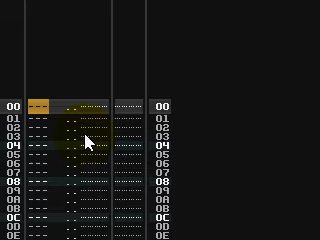 00 --- .. 00
01 --- .. 01
02 --- .. 02
03 --- .. 03
04 --- .. 04
05 --- .. 05
06 --- .. 06
07 --- .. 07
08 --- .. 08
09 --- .. 09
0A --- .. 0A
0B --- .. 0B
0C --- .. 0C
0D --- .. 0D
0E --- .. 0E